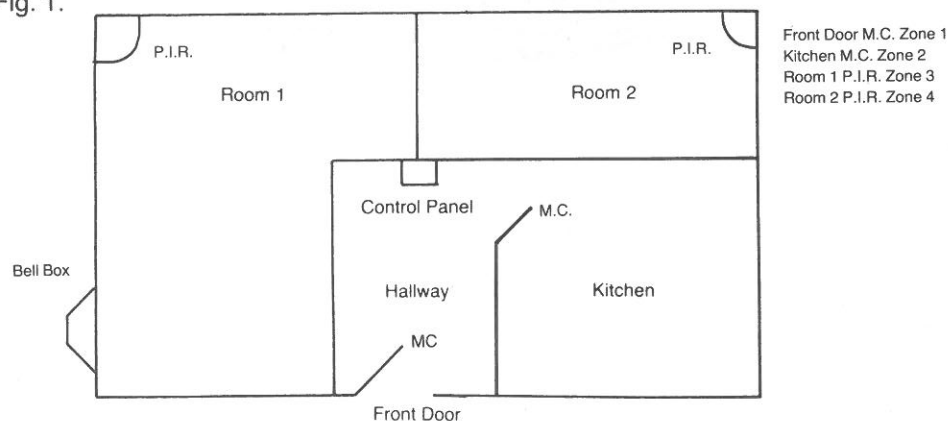 Fig. 1.
P.I.R.
P.I.R.
Front Door M.C. Zone 1
Kitchen M.C. Zone 2
Room 1 P.I.R. Zone 3
Room 2 P.I.R. Zone 4
Room 1
Room 2
Control Panel
M.C.
Bell Box
Hallway
Kitchen
MC
Front Door